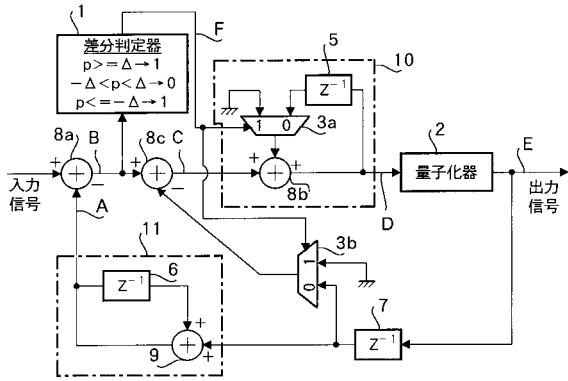 1
F
差分判定器
p>=Δ→1
-Δ<p<Δ→0
p<=-Δ→1
5
10
Z⁻¹
1 0
3a
2
8a
B
8c
C
+
+
+
+
8b
量子化器
E
入力信号
+
-
-
D
出力信号
A
11
3b
6
Z⁻¹
1
0
7
+
+
+
+
9
Z⁻¹